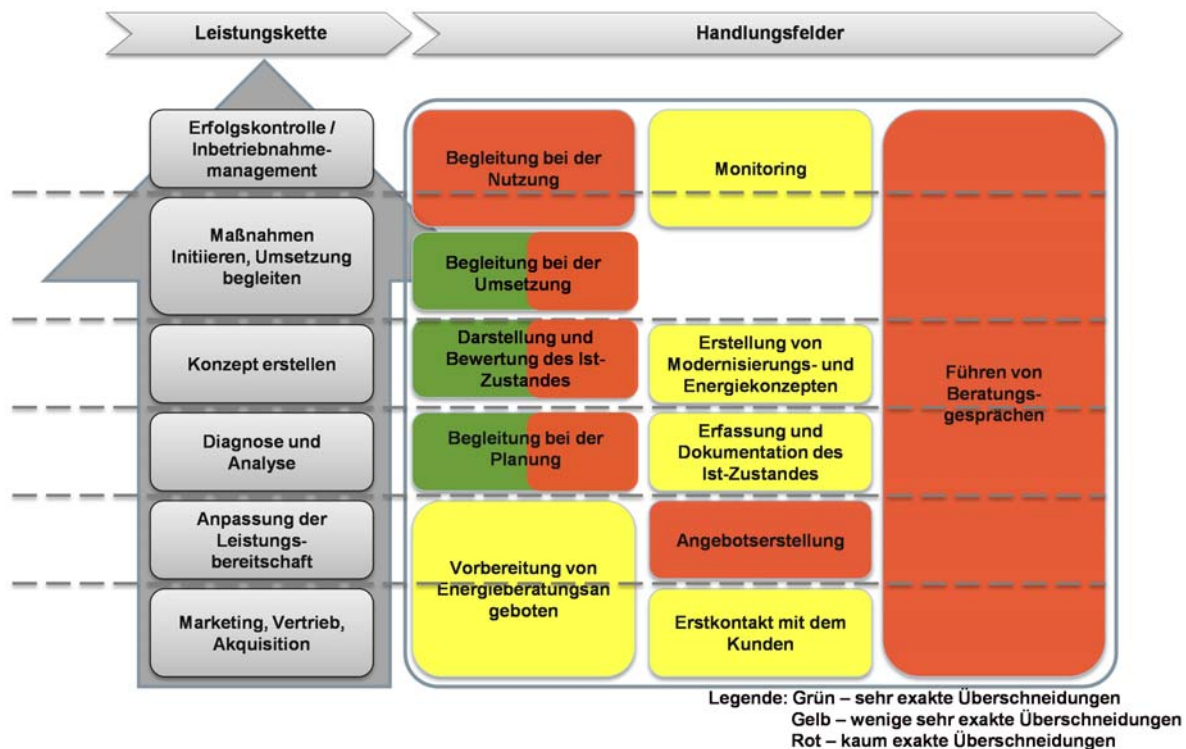 Leistungskette
Handlungsfelder
Erfolgskontrolle /
Inbetriebnahme-
management
Begleitung bei der
Nutzung
Monitoring
Maßnahmen
Initiieren, Umsetzung
begleiten
Begleitung bei der
Umsetzung
Konzept erstellen
Darstellung und
Bewertung des Ist-
Zustandes
Erstellung von
Modernisierungs- und
Energiekonzepten
Führen von
Beratungs-
gesprächen
Diagnose und
Analyse
Begleitung bei der
Planung
Erfassung und
Dokumentation des
Ist-Zustandes
Anpassung der
Leistungs-
bereitschaft
Angebotserstellung
Vorbereitung von
Energieberatungsan
geboten
Marketing, Vertrieb,
Akquisition
Erstkontakt mit dem
Kunden
Legende: Grün – sehr exakte Überschneidungen
Gelb – wenige sehr exakte Überschneidungen
Rot – kaum exakte Überschneidungen